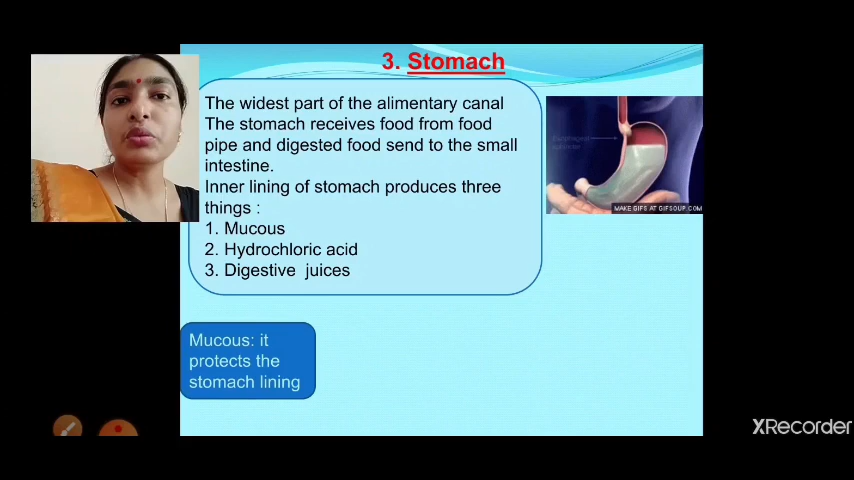 3. Stomach
The widest part of the alimentary canal
The stomach receives food from food
pipe and digested food send to the small
intestine.
Inner lining of stomach produces three
things :
1. Mucous
2. Hydrochloric acid
3. Digestive juices
Esophageal
sphincter
MAKE GIFS AT GIFSOUP.COM
Mucous: it
protects the
stomach lining
XRecorder